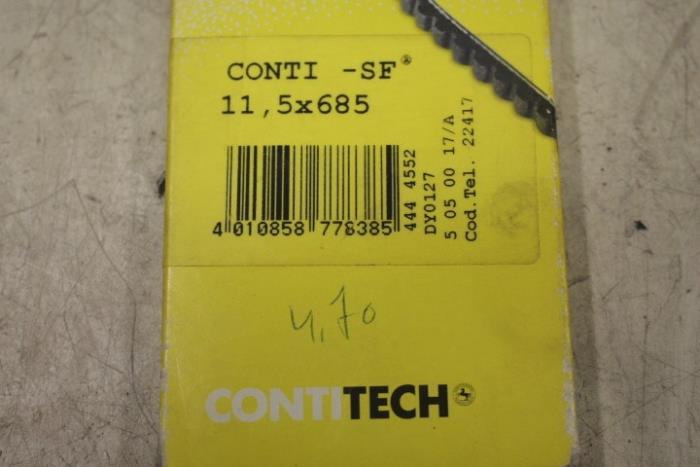 CONTI -SF®
11,5x685
4 010858 778385
444 4552
DY0127
5 05 00 17/A
Cod.Tel. 22417
4,70
CONTITECH